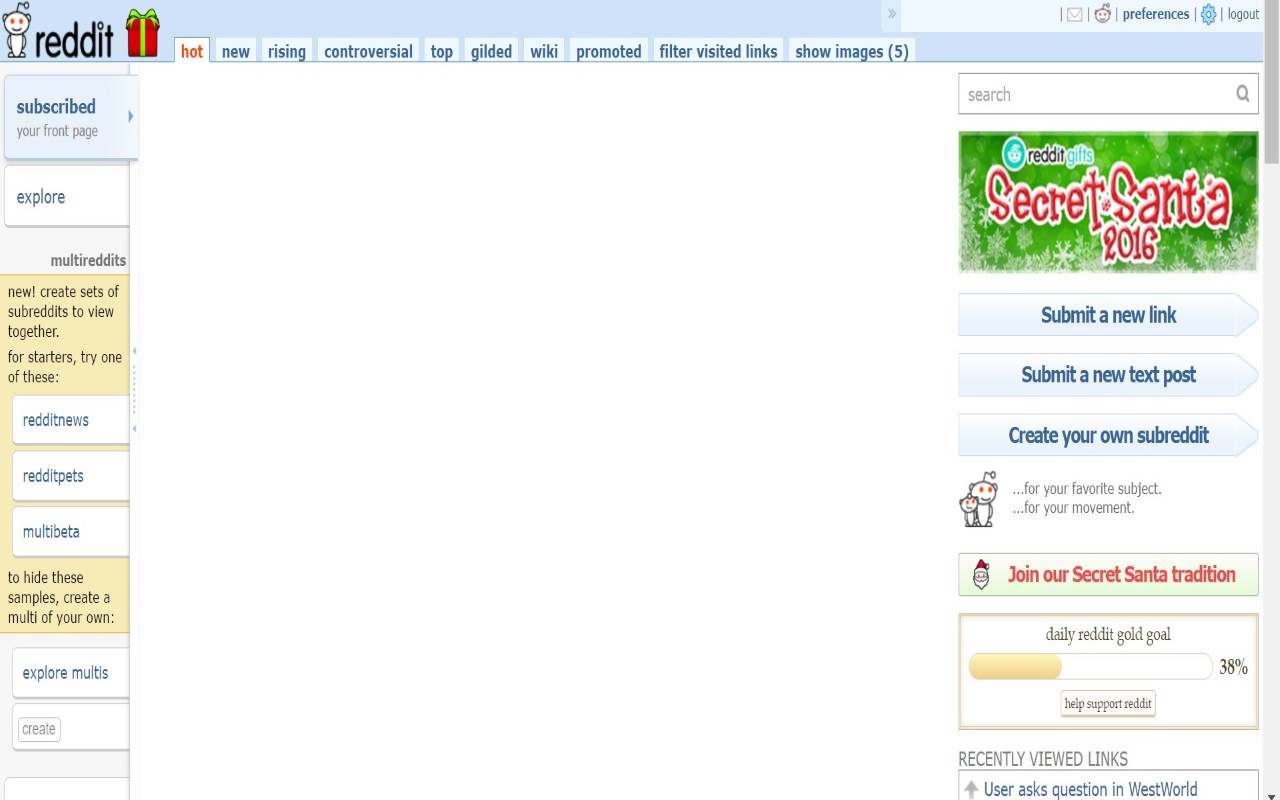 reddit
hot new rising controversial top gilded wiki promoted filter visited links show images (5)
» | | | preferences | | logout
subscribed
your front page
explore
multireddits
new! create sets of
subreddits to view
together.
for starters, try one
of these:
redditnews
redditpets
multibeta
to hide these
samples, create a
multi of your own:
explore multis
create
search
reddit gifts
Secret Santa
2016
Submit a new link
Submit a new text post
Create your own subreddit
...for your favorite subject.
...for your movement.
Join our Secret Santa tradition
daily reddit gold goal
38%
help support reddit
RECENTLY VIEWED LINKS
User asks question in WestWorld